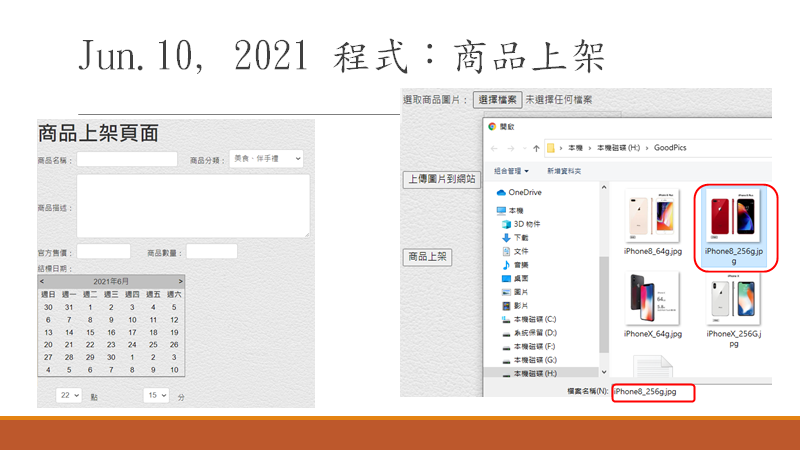 Jun.10, 2021 程式：商品上架
商品上架頁面
商品名稱： 商品分類： 美食、伴手禮
商品描述：
官方售價： 商品數量：
結標日期：
< 2021年6月 >
週日 週一 週二 週三 週四 週五 週六
30 31 1 2 3 4 5
6 7 8 9 10 11 12
13 14 15 16 17 18 19
20 21 22 23 24 25 26
27 28 29 30 1 2 3
4 5 6 7 8 9 10
22 點 15 分
選取商品圖片： 選擇檔案 未選擇任何檔案
上傳圖片到網站
商品上架
開啟
本機 › 本機磁碟 (H:) › GoodPics
組合管理 新增資料夾
OneDrive
本機
3D 物件
下載
文件
音樂
桌面
圖片
影片
本機磁碟 (C:)
系統保留 (D:)
本機磁碟 (F:)
本機磁碟 (G:)
本機磁碟 (H:)
iPhone8_64g.jpg
iPhone8_256g.jp
g
iPhoneX_64g.jpg
iPhoneX_256G.j
pg
檔案名稱(N): iPhone8_256g.jpg